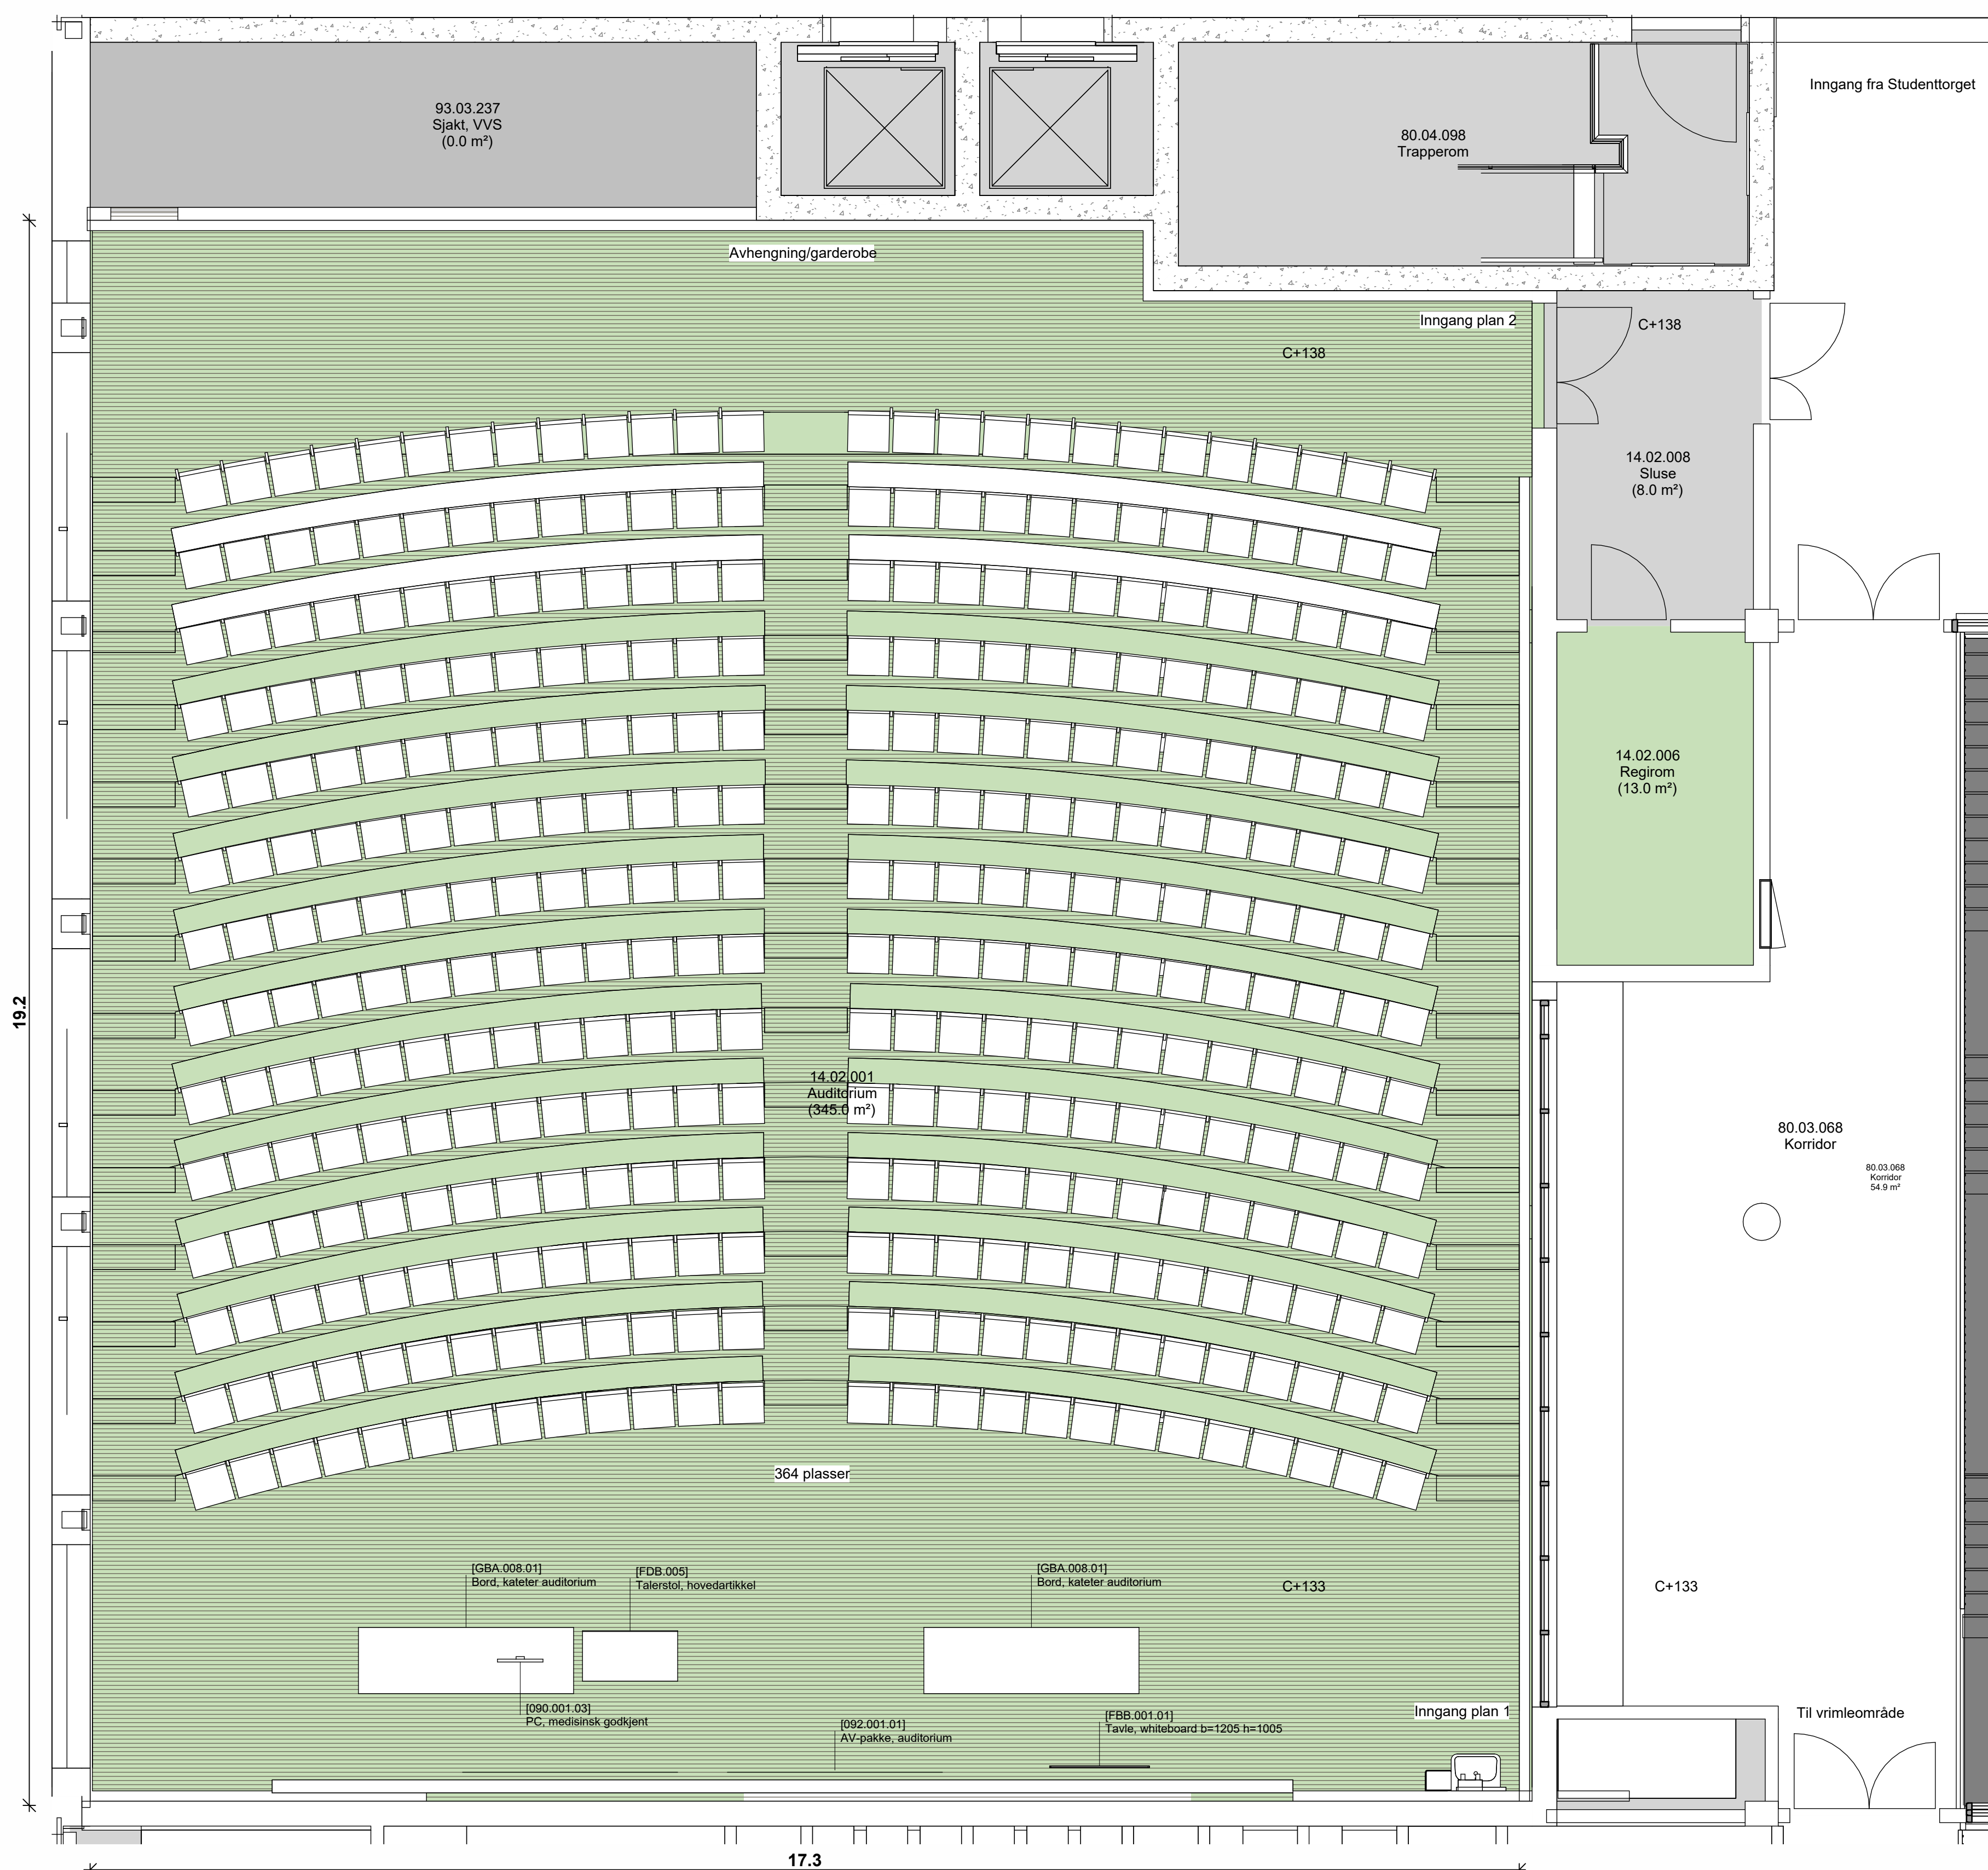 Inngang fra Studenttorget
93.03.237
Sjakt, VVS
(0.0 m²)
80.04.098
Trapperom
Avhengning/garderobe
Inngang plan 2
C+138
C+138
14.02.008
Sluse
(8.0 m²)
14.02.006
Regirom
(13.0 m²)
19.2
14.02.001
Auditorium
(345.0 m²)
80.03.068
Korridor
80.03.068
Korridor
54.9 m²
364 plasser
[GBA.008.01]
Bord, kateter auditorium
[FDB.005]
Talerstol, hovedartikkel
[GBA.008.01]
Bord, kateter auditorium
C+133
C+133
[090.001.03]
PC, medisinsk godkjent
[092.001.01]
AV-pakke, auditorium
[FBB.001.01]
Tavle, whiteboard b=1205 h=1005
Inngang plan 1
Til vrimleområde
17.3